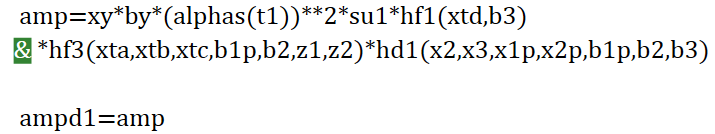 amp=xy*by*(alphas(t1))**2*su1*hf1(xtd,b3)
& *hf3(xta,xtb,xtc,b1p,b2,z1,z2)*hd1(x2,x3,x1p,x2p,b1p,b2,b3)
ampd1=amp